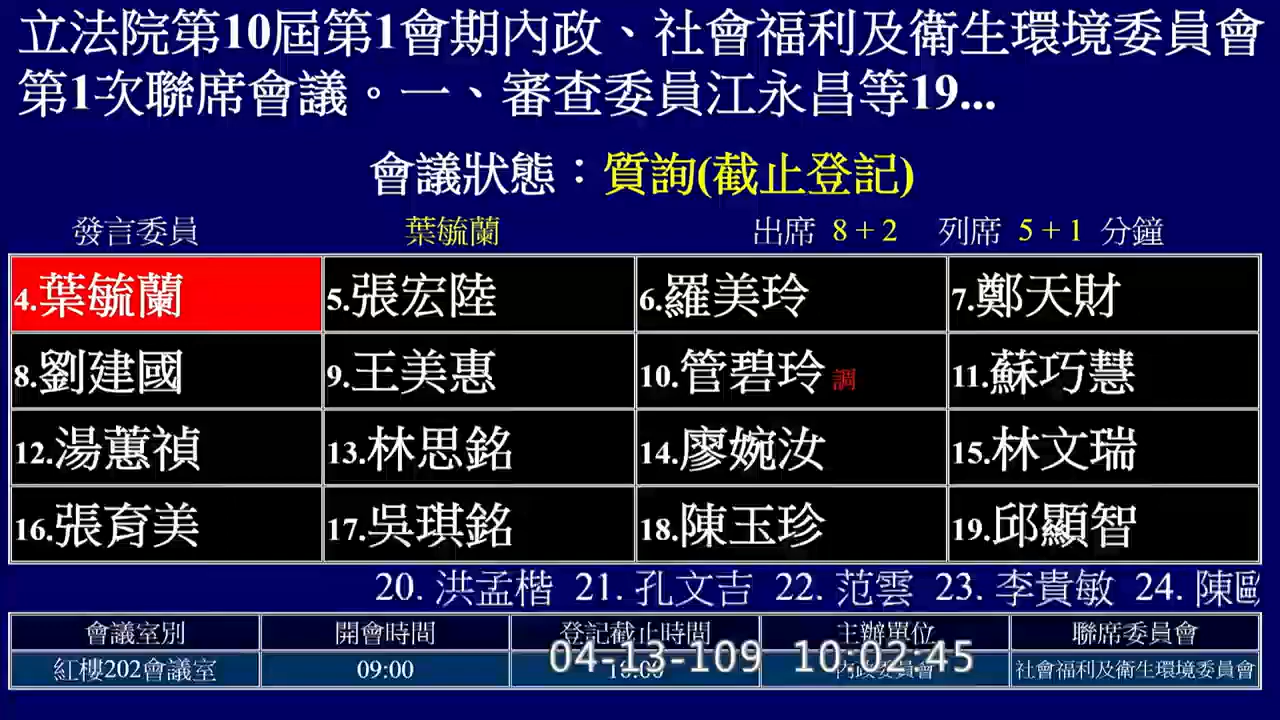 立法院第10屆第1會期內政、社會福利及衛生環境委員會
第1次聯席會議。一、審查委員江永昌等19...
會議狀態：質詢(截止登記)
發言委員 葉毓蘭 出席 8 + 2 列席 5 + 1 分鐘
4.葉毓蘭 5.張宏陸 6.羅美玲 7.鄭天財
8.劉建國 9.王美惠 10.管碧玲 調 11.蘇巧慧
12.湯蕙禎 13.林思銘 14.廖婉汝 15.林文瑞
16.張育美 17.吳琪銘 18.陳玉珍 19.邱顯智
20. 洪孟楷 21. 孔文吉 22. 范雲 23. 李貴敏 24. 陳歐
會議室別 開會時間 登記截止時間 主辦單位 聯席委員會
紅樓202會議室 09:00 10:00 內政委員會 社會福利及衛生環境委員會
04-13-109 10:02:45